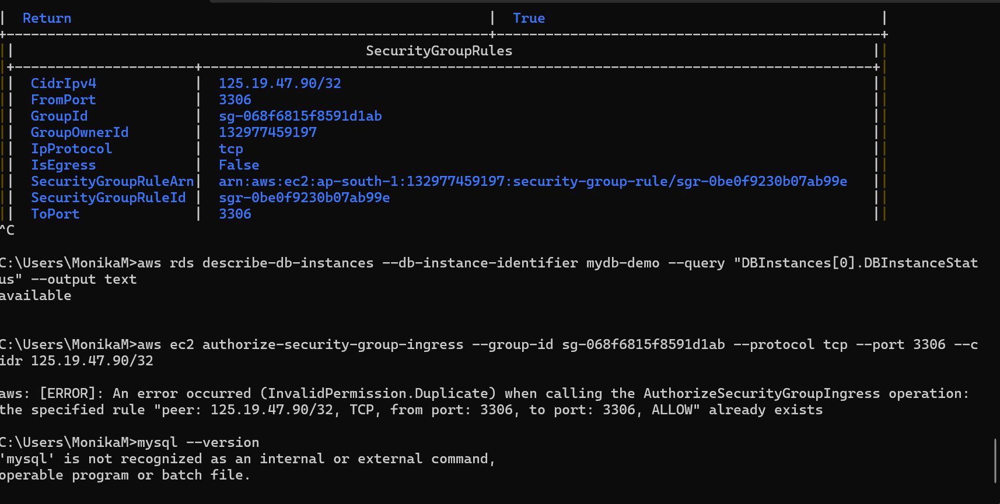 | Return | True |
+-----------------------------------------------------------+-----------------------------------------------+
|| SecurityGroupRules ||
|+----------------------+----------------------------------------------------------------------------------+|
|| CidrIpv4 | 125.19.47.90/32 ||
|| FromPort | 3306 ||
|| GroupId | sg-068f6815f8591d1ab ||
|| GroupOwnerId | 132977459197 ||
|| IpProtocol | tcp ||
|| IsEgress | False ||
|| SecurityGroupRuleArn| arn:aws:ec2:ap-south-1:132977459197:security-group-rule/sgr-0be0f9230b07ab99e ||
|| SecurityGroupRuleId | sgr-0be0f9230b07ab99e ||
|| ToPort | 3306 ||
^C
C:\Users\MonikaM>aws rds describe-db-instances --db-instance-identifier mydb-demo --query "DBInstances[0].DBInstanceStat
us" --output text
available
C:\Users\MonikaM>aws ec2 authorize-security-group-ingress --group-id sg-068f6815f8591d1ab --protocol tcp --port 3306 --c
idr 125.19.47.90/32
aws: [ERROR]: An error occurred (InvalidPermission.Duplicate) when calling the AuthorizeSecurityGroupIngress operation:
the specified rule "peer: 125.19.47.90/32, TCP, from port: 3306, to port: 3306, ALLOW" already exists
C:\Users\MonikaM>mysql --version
'mysql' is not recognized as an internal or external command,
operable program or batch file.